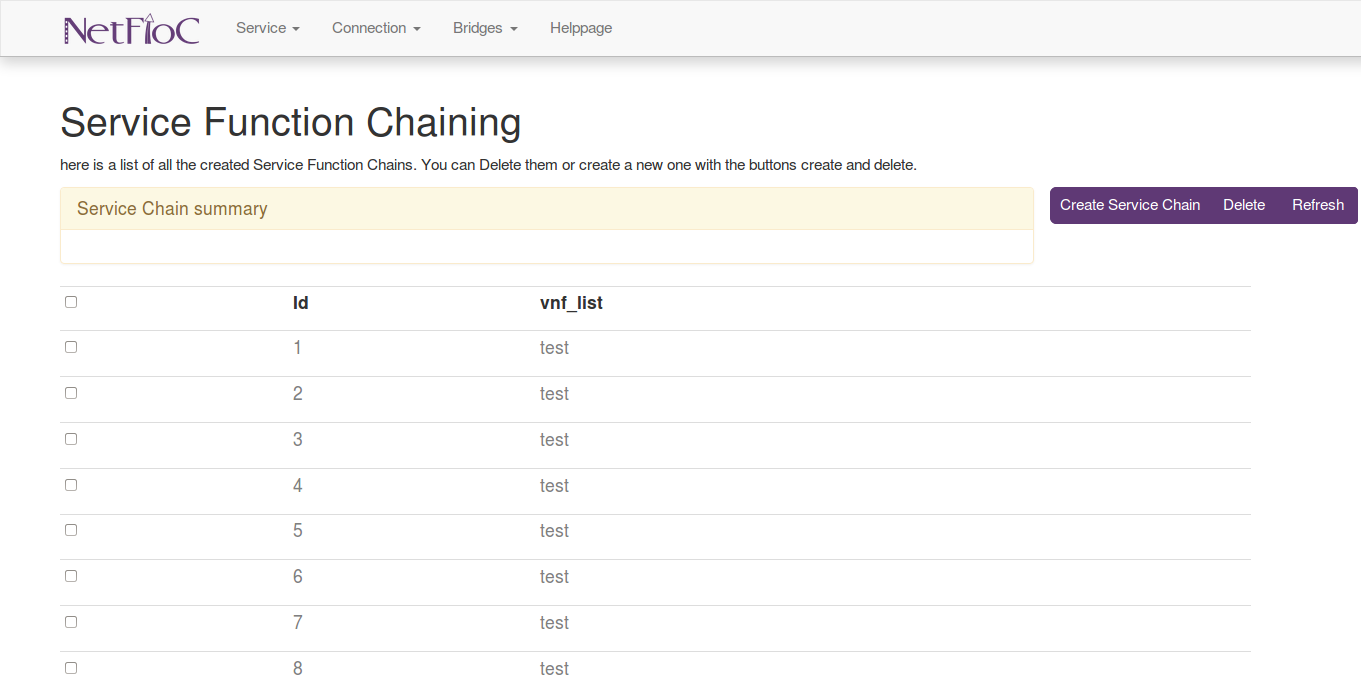 NetFloC Service Connection Bridges Helppage
Service Function Chaining
here is a list of all the created Service Function Chains. You can Delete them or create a new one with the buttons create and delete.
Service Chain summary
Create Service Chain Delete Refresh
Id vnf_list
1 test
2 test
3 test
4 test
5 test
6 test
7 test
8 test